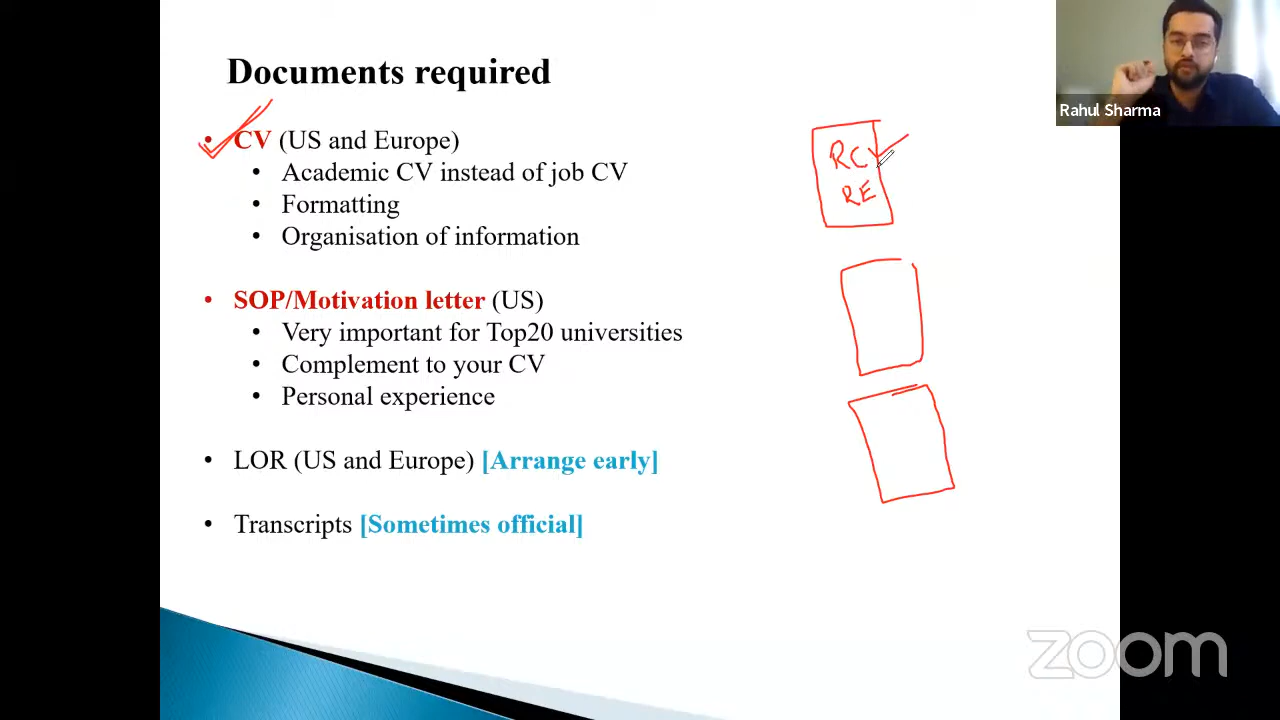 Documents required
• CV (US and Europe)
• Academic CV instead of job CV
• Formatting
• Organisation of information
• SOP/Motivation letter (US)
• Very important for Top20 universities
• Complement to your CV
• Personal experience
• LOR (US and Europe) [Arrange early]
• Transcripts [Sometimes official]
RC
RE
Rahul Sharma
zoom